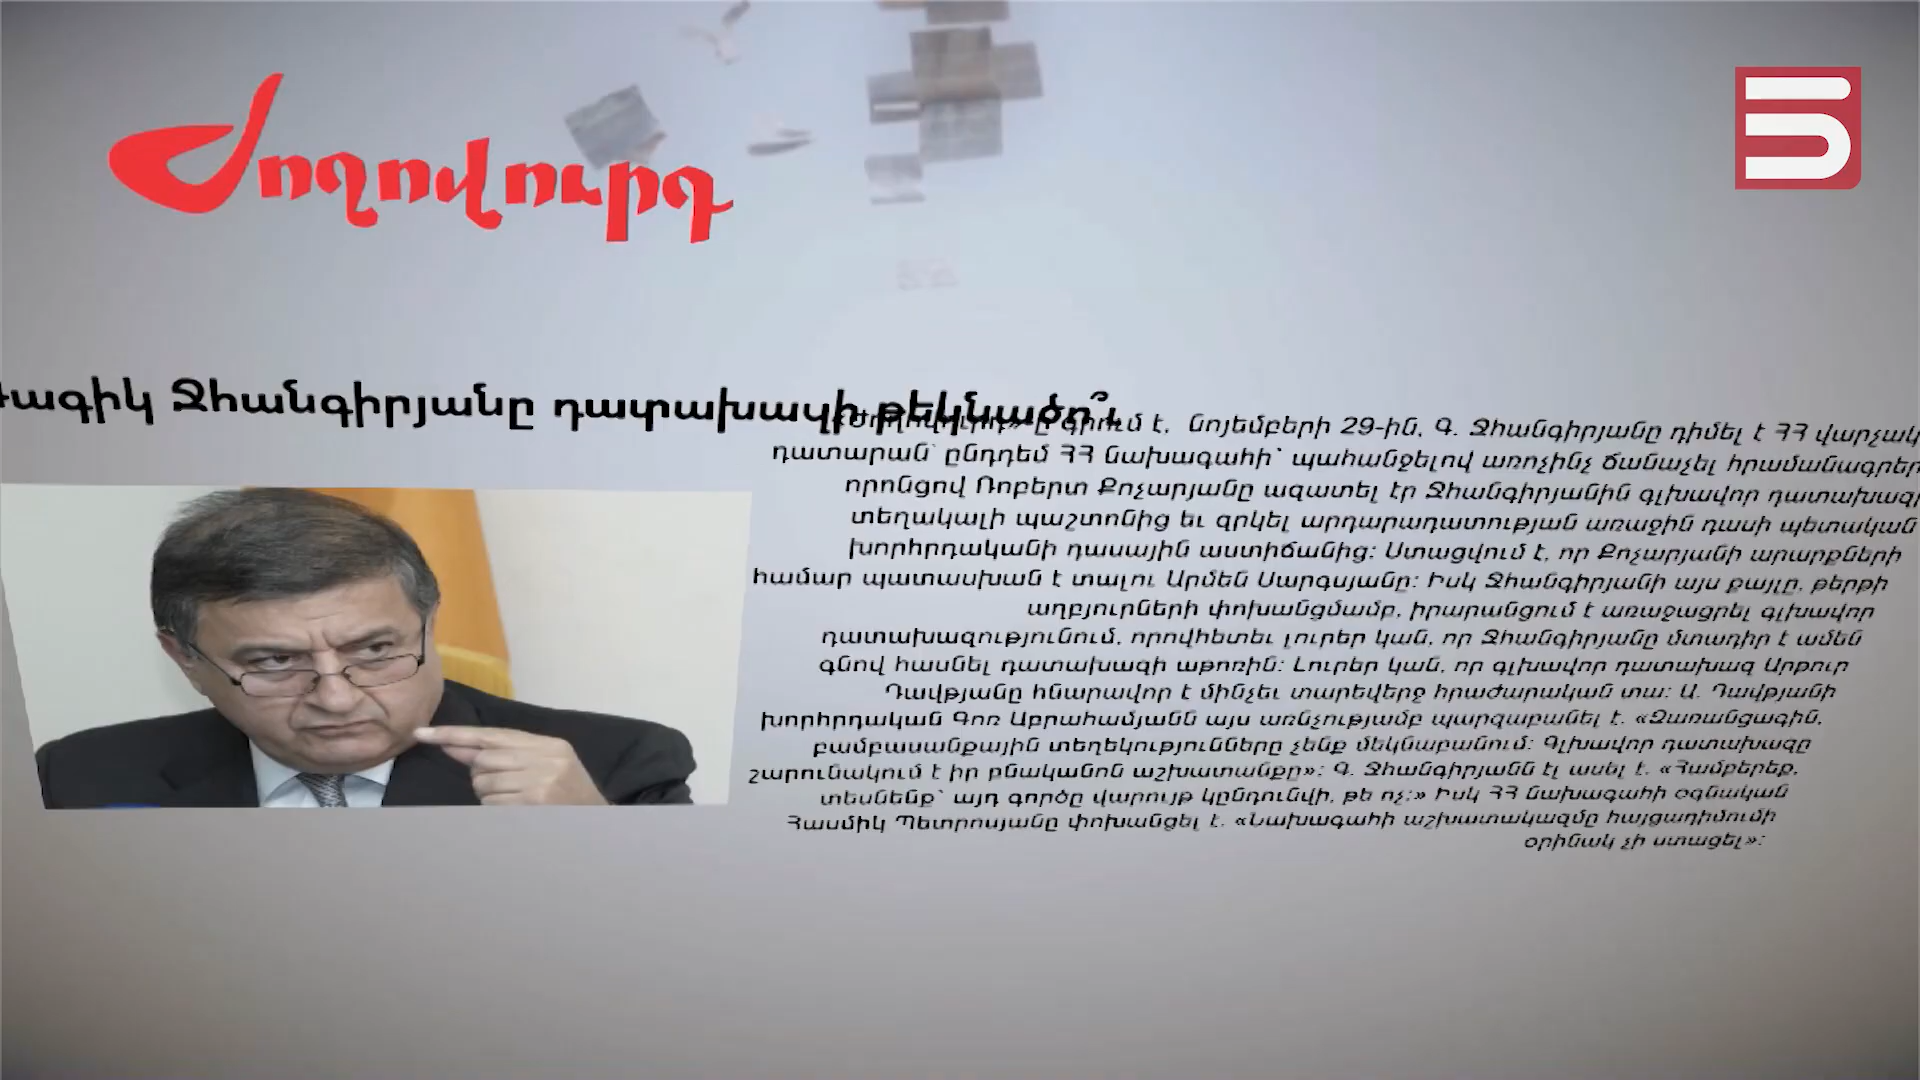 Ժողովուրդ
Գագիկ Ջհանգիրյանը դատախազի թեկնածո՞ւ
«Ժողովուրդ»-ը գրում է, նոյեմբերի 29-ին, Գ. Ջհանգիրյանը դիմել է ՀՀ վարչակ
դատարան՝ ընդդեմ ՀՀ նախագահի՝ պահանջելով առոչինչ ճանաչել հրամանագրեր
որոնցով Ռոբերտ Քոչարյանը ազատել էր Ջհանգիրյանին գլխավոր դատախազի
տեղակալի պաշտոնից եւ զրկել արդարադատության առաջին դասի պետական
խորհրդականի դասային աստիճանից: Ստացվում է, որ Քոչարյանի արարքների
համար պատասխան է տալու Արմեն Սարգսյանը: Իսկ Ջհանգիրյանի այս քայլը, թերթի
աղբյուրների փոխանցմամբ, իրարանցում է առաջացրել գլխավոր
դատախազությունում, որովհետեւ լուրեր կան, որ Ջհանգիրյանը մտադիր է ամեն
գնով հասնել դատախազի աթոռին: Լուրեր կան, որ գլխավոր դատախազ Արթուր
Դավթյանը հնարավոր է մինչեւ տարեվերջ հրաժարական տա: Ա. Դավթյանի
խորհրդական Գոռ Աբրահամյանն այս առնչությամբ պարզաբանել է. «Զառանցագին,
բամբասանքային տեղեկությունները չենք մեկնաբանում: Գլխավոր դատախազը
շարունակում է իր բնականոն աշխատանքը»: Գ. Ջհանգիրյանն էլ ասել է. «Համբերեք,
տեսնենք՝ այդ գործը վարույթ կընդունվի, թե ոչ:» Իսկ ՀՀ նախագահի օգնական
Հասմիկ Պետրոսյանը փոխանցել է. «Նախագահի աշխատակազմը հայցադիմումի
օրինակ չի ստացել»: